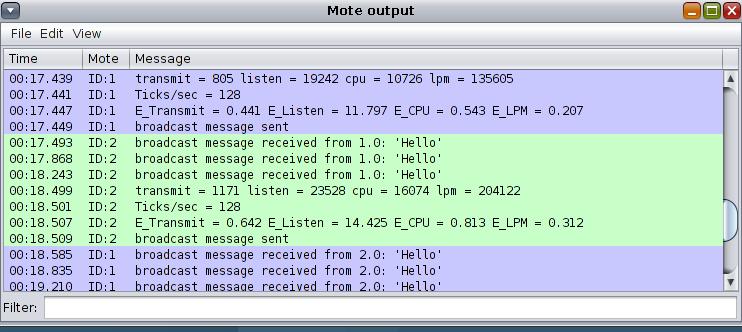 Mote output
File Edit View
Time Mote Message
00:17.439 ID:1 transmit = 805 listen = 19242 cpu = 10726 lpm = 135605
00:17.441 ID:1 Ticks/sec = 128
00:17.447 ID:1 E_Transmit = 0.441 E_Listen = 11.797 E_CPU = 0.543 E_LPM = 0.207
00:17.449 ID:1 broadcast message sent
00:17.493 ID:2 broadcast message received from 1.0: 'Hello'
00:17.868 ID:2 broadcast message received from 1.0: 'Hello'
00:18.243 ID:2 broadcast message received from 1.0: 'Hello'
00:18.499 ID:2 transmit = 1171 listen = 23528 cpu = 16074 lpm = 204122
00:18.501 ID:2 Ticks/sec = 128
00:18.507 ID:2 E_Transmit = 0.642 E_Listen = 14.425 E_CPU = 0.813 E_LPM = 0.312
00:18.509 ID:2 broadcast message sent
00:18.585 ID:1 broadcast message received from 2.0: 'Hello'
00:18.835 ID:1 broadcast message received from 2.0: 'Hello'
00:19.210 ID:1 broadcast message received from 2.0: 'Hello'
Filter: